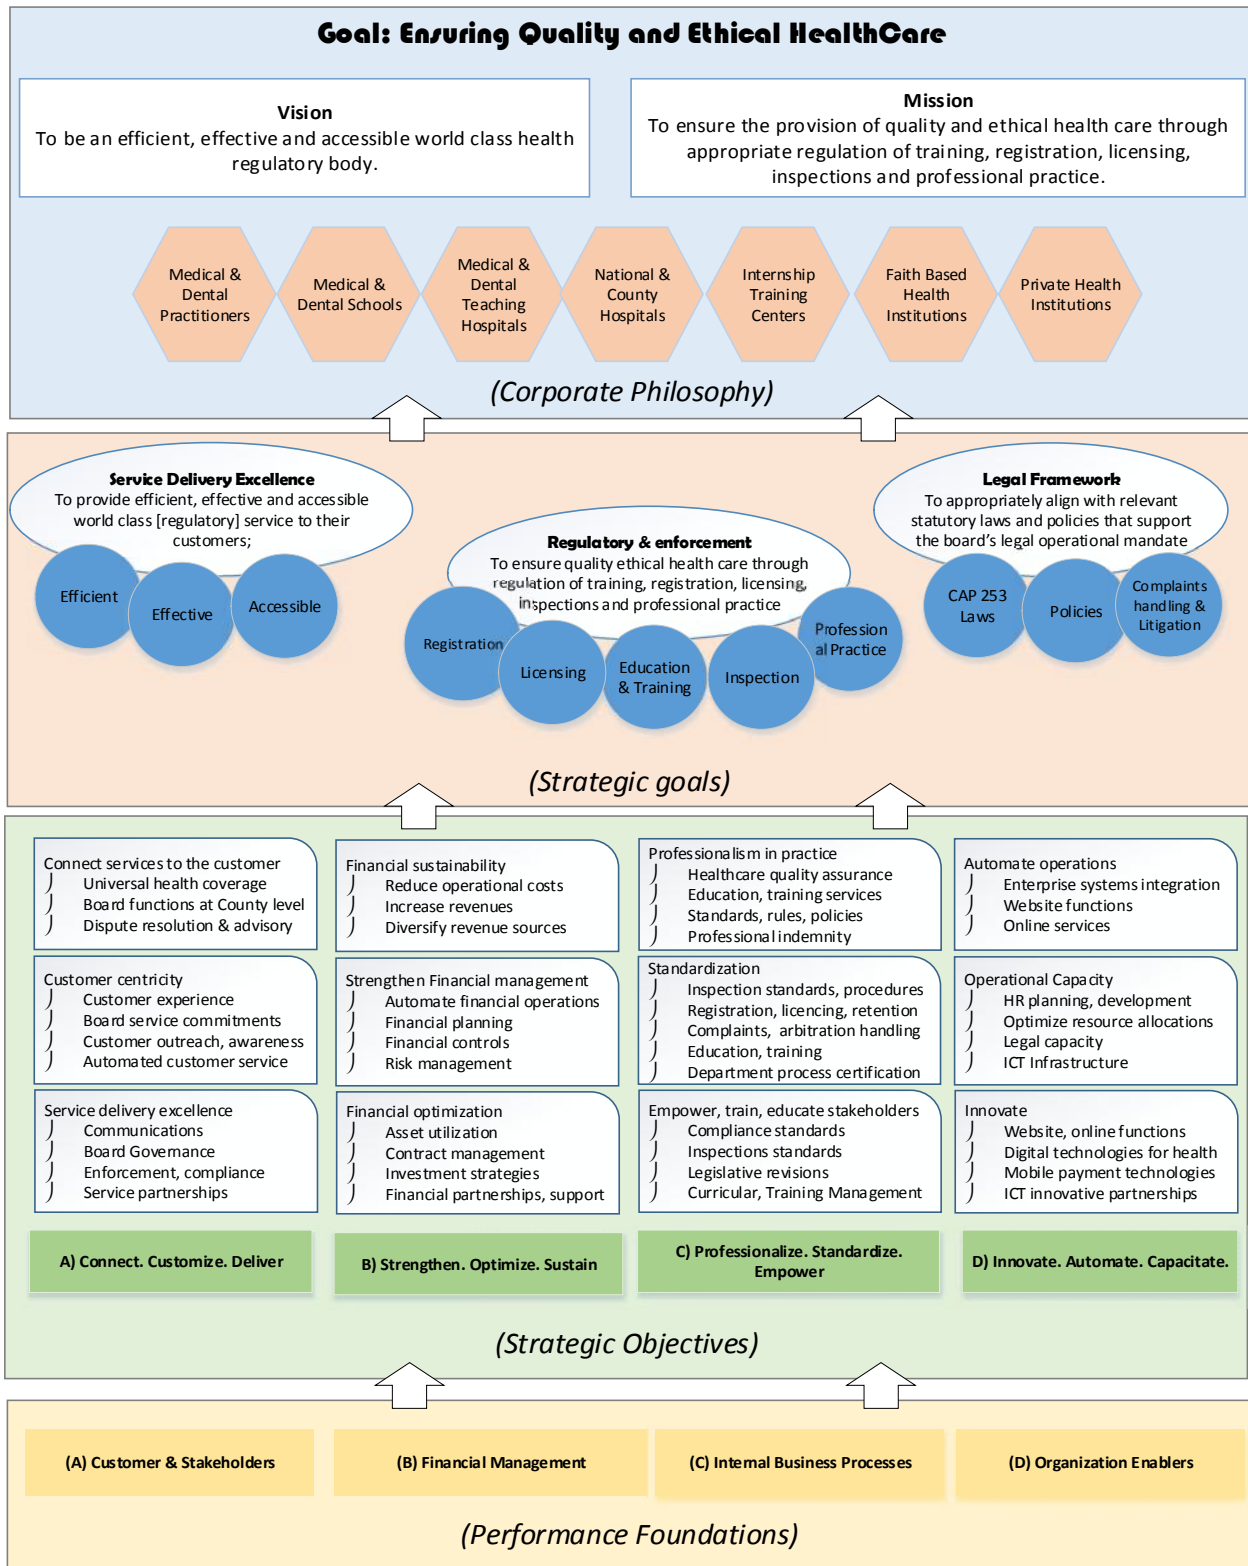 Goal: Ensuring Quality and Ethical HealthCare
Vision
To be an efficient, effective and accessible world class health
regulatory body.
Mission
To ensure the provision of quality and ethical health care through
appropriate regulation of training, registration, licensing,
inspections and professional practice.
Medical &
Dental
Practitioners
Medical &
Dental Schools
Medical &
Dental
Teaching
Hospitals
National &
County
Hospitals
Internship
Training
Centers
Faith Based
Health
Institutions
Private Health
Institutions
(Corporate Philosophy)
Service Delivery Excellence
To provide efficient, effective and accessible
world class [regulatory] service to their
customers;
Efficient
Effective
Accessible
Regulatory & enforcement
To ensure quality ethical health care through
regulation of training, registration, licensing,
inspections and professional practice
Registration
Licensing
Education
& Training
Inspection
Profession
al Practice
Legal Framework
To appropriately align with relevant
statutory laws and policies that support
the board's legal operational mandate
CAP 253
Laws
Policies
Complaints
handling &
Litigation
(Strategic goals)
Connect services to the customer
Universal health coverage
Board functions at County level
Dispute resolution & advisory
Customer centricity
Customer experience
Board service commitments
Customer outreach, awareness
Automated customer service
Service delivery excellence
Communications
Board Governance
Enforcement, compliance
Service partnerships
A) Connect. Customize. Deliver
Financial sustainability
Reduce operational costs
Increase revenues
Diversify revenue sources
Strengthen Financial management
Automate financial operations
Financial planning
Financial controls
Risk management
Financial optimization
Asset utilization
Contract management
Investment strategies
Financial partnerships, support
B) Strengthen. Optimize. Sustain
Professionalism in practice
Healthcare quality assurance
Education, training services
Standards, rules, policies
Professional indemnity
Standardization
Inspection standards, procedures
Registration, licencing, retention
Complaints, arbitration handling
Education, training
Department process certification
Empower, train, educate stakeholders
Compliance standards
Inspections standards
Legislative revisions
Curricular, Training Management
C) Professionalize. Standardize.
Empower
Automate operations
Enterprise systems integration
Website functions
Online services
Operational Capacity
HR planning, development
Optimize resource allocations
Legal capacity
ICT Infrastructure
Innovate
Website, online functions
Digital technologies for health
Mobile payment technologies
ICT innovative partnerships
D) Innovate. Automate. Capacitate.
(Strategic Objectives)
(A) Customer & Stakeholders
(B) Financial Management
(C) Internal Business Processes
(D) Organization Enablers
(Performance Foundations)